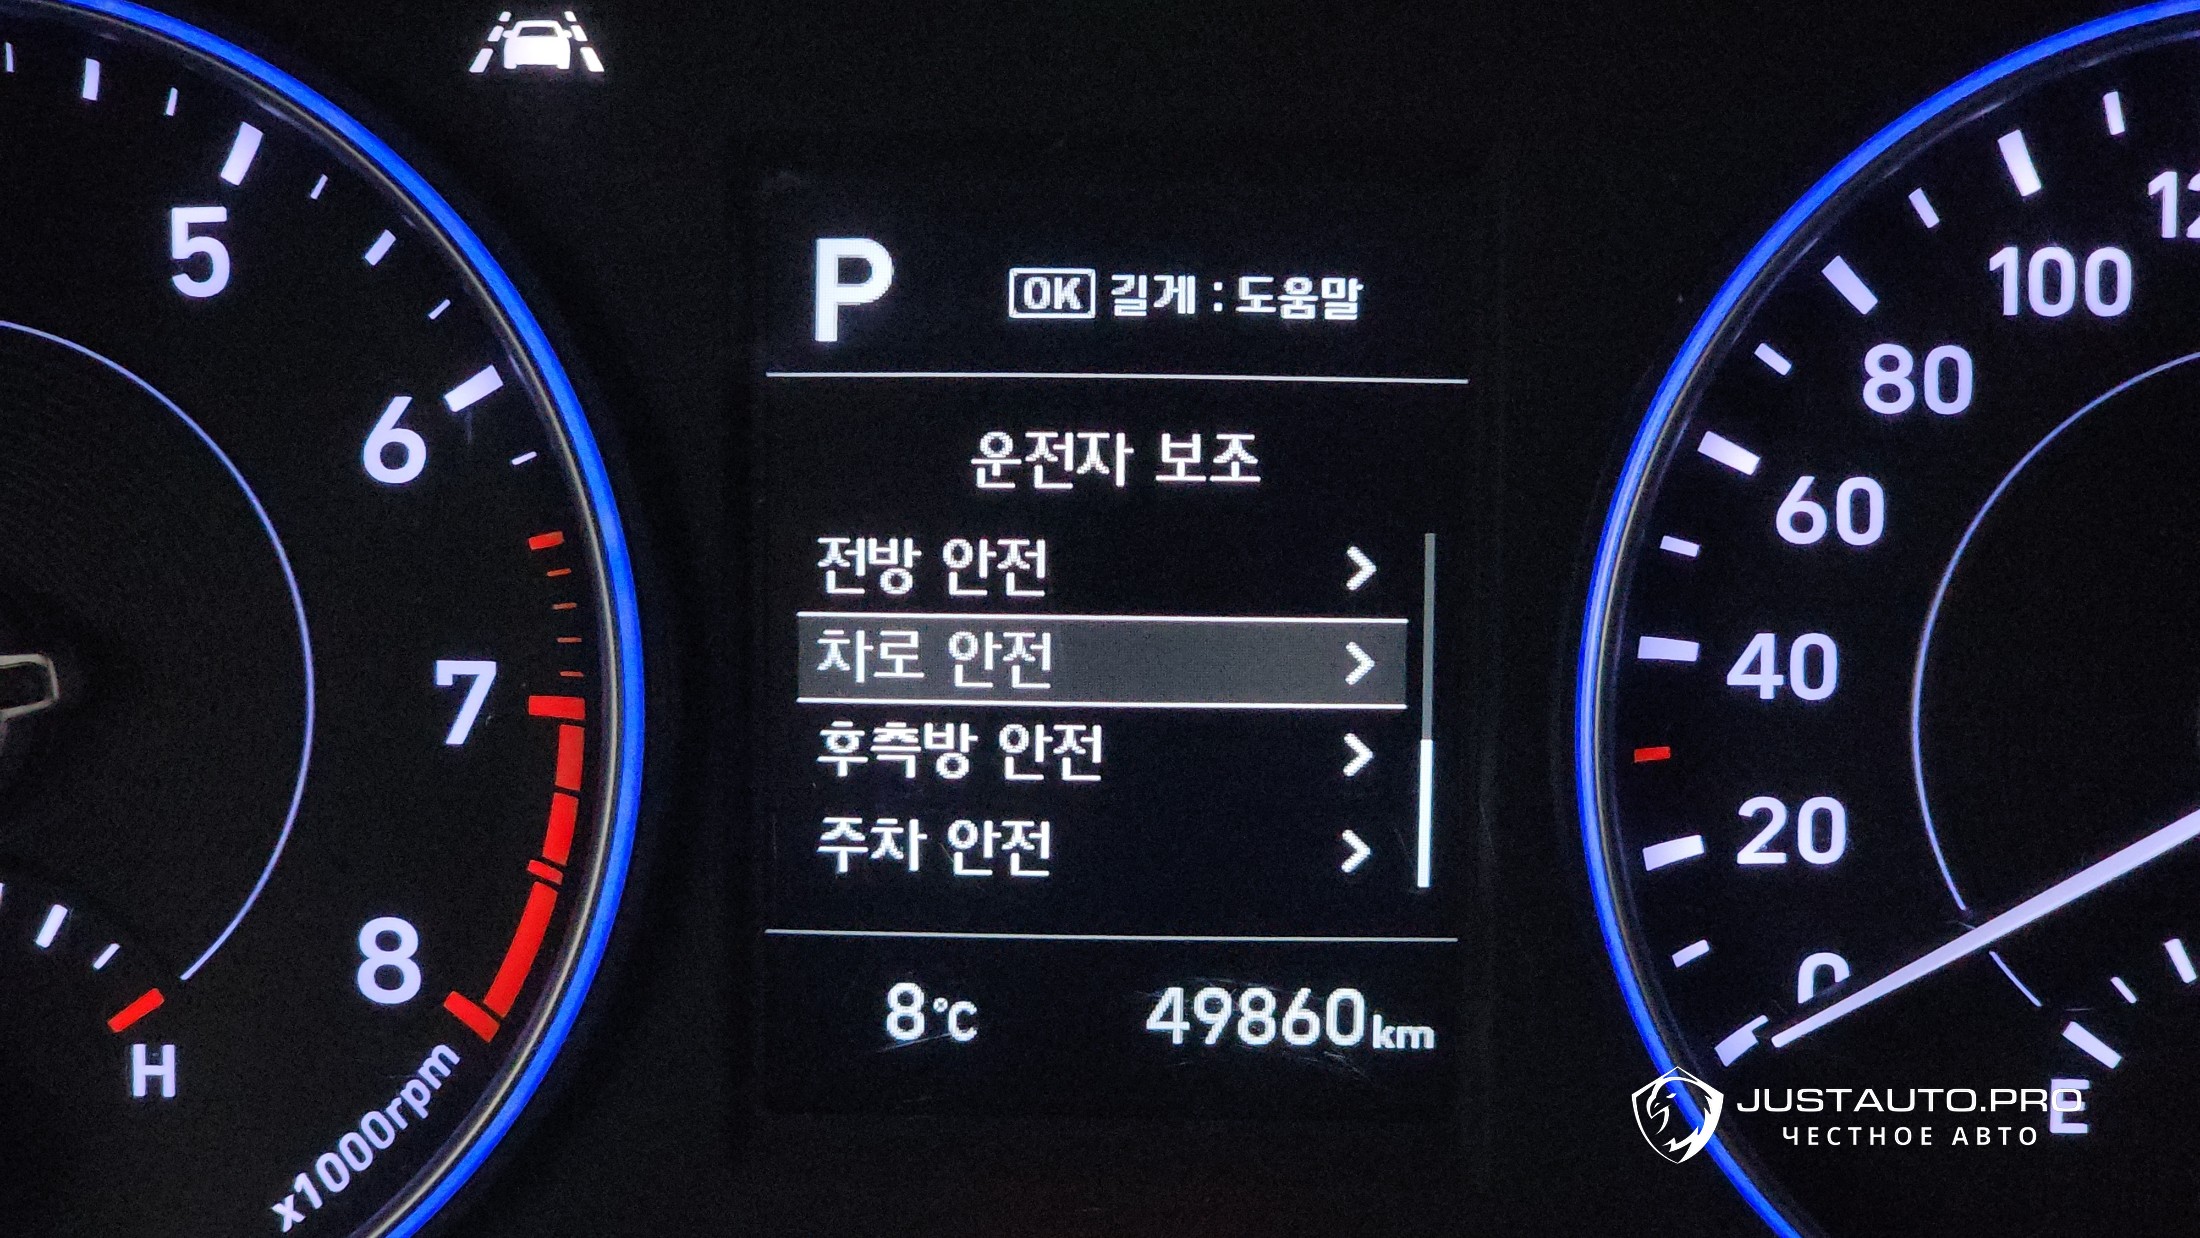 5
6
7
8
H
x1000rpm
P
OK 길게 : 도움말
운전자 보조
전방 안전
차로 안전
후측방 안전
주차 안전
8°C
49860km
100
80
60
40
20
0
E
JUSTAUTO.PRO
ЧЕСТНОЕ АВТО